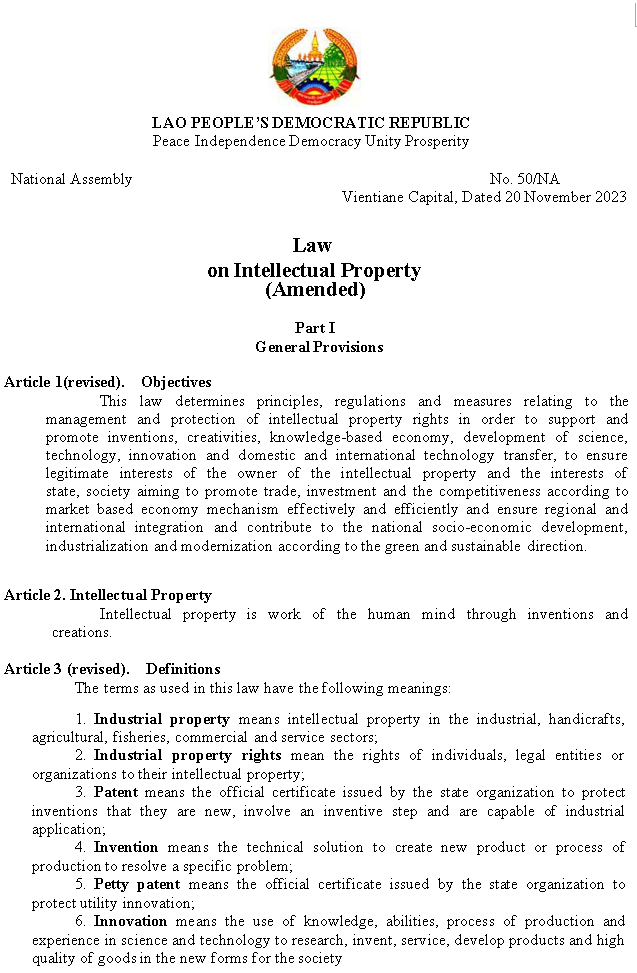 LAO PEOPLE'S DEMOCRATIC REPUBLIC
Peace Independence Democracy Unity Prosperity
National Assembly No. 50/NA
Vientiane Capital, Dated 20 November 2023
Law
on Intellectual Property
(Amended)
Part I
General Provisions
Article 1(revised). Objectives
This law determines principles, regulations and measures relating to the
management and protection of intellectual property rights in order to support and
promote inventions, creativities, knowledge-based economy, development of science,
technology, innovation and domestic and international technology transfer, to ensure
legitimate interests of the owner of the intellectual property and the interests of
state, society aiming to promote trade, investment and the competitiveness according to
market based economy mechanism effectively and efficiently and ensure regional and
international integration and contribute to the national socio-economic development,
industrialization and modernization according to the green and sustainable direction.
Article 2. Intellectual Property
Intellectual property is work of the human mind through inventions and
creations.
Article 3 (revised). Definitions
The terms as used in this law have the following meanings:
1. Industrial property means intellectual property in the industrial, handicrafts,
agricultural, fisheries, commercial and service sectors;
2. Industrial property rights mean the rights of individuals, legal entities or
organizations to their intellectual property;
3. Patent means the official certificate issued by the state organization to protect
inventions that they are new, involve an inventive step and are capable of industrial
application;
4. Invention means the technical solution to create new product or process of
production to resolve a specific problem;
5. Petty patent means the official certificate issued by the state organization to
protect utility innovation;
6. Innovation means the use of knowledge, abilities, process of production and
experience in science and technology to research, invent, service, develop products and high
quality of goods in the new forms for the society